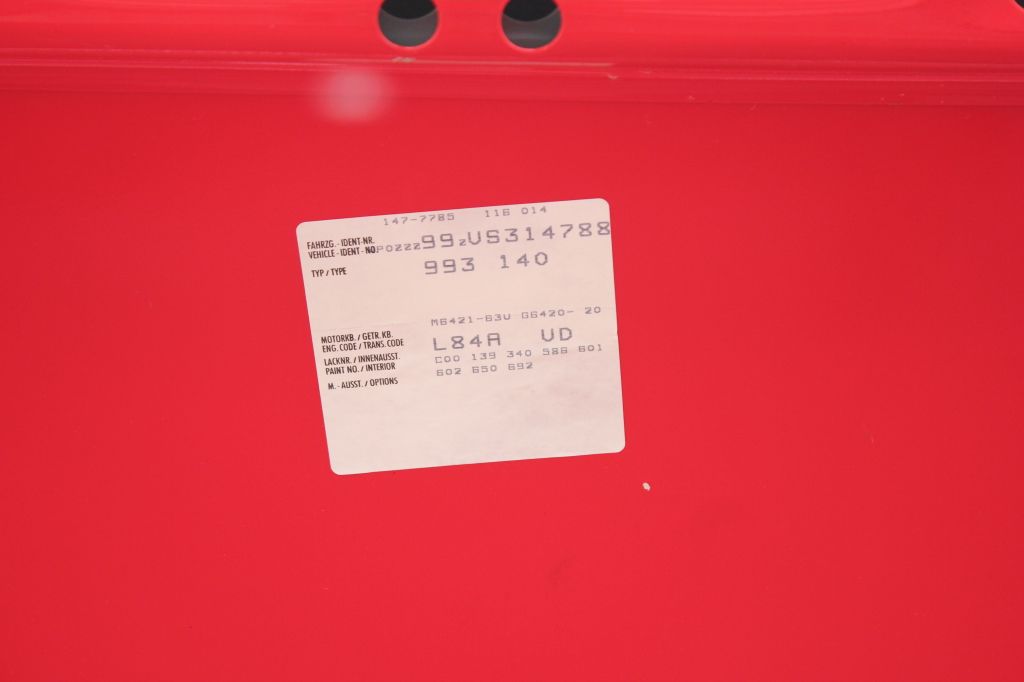 147-7785 116 014
FAHRZG.-IDENT-NR.
VEHICLE-IDENT-NO. WP0ZZZ99ZVS314788
TYP / TYPE 993 140
MOTORKB. / GETR. KB. M6421-63V G6420- 20
ENG. CODE / TRANS. CODE
LACKNR. / INNENAUSST. L84A VD
PAINT NO. / INTERIOR C00 139 340 588 601
M.-AUSST. / OPTIONS 602 650 692